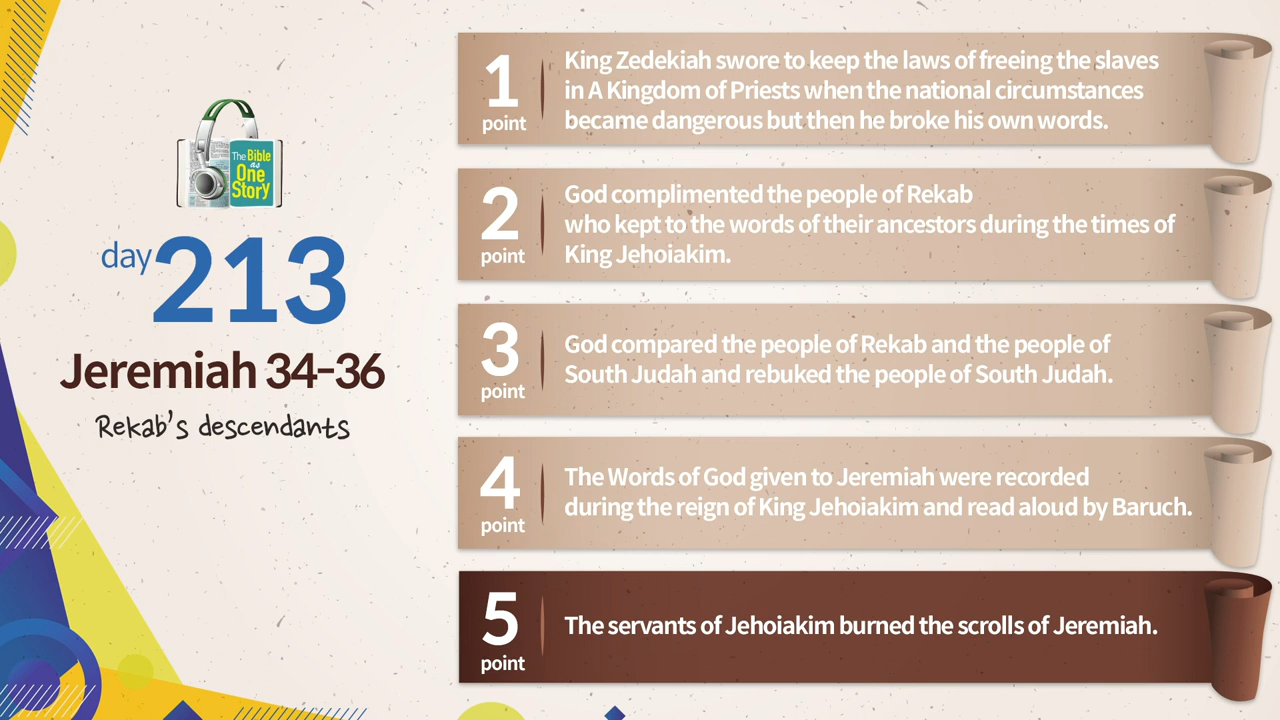 The Bible
as
One
Story
day 213
Jeremiah 34-36
Rekab's descendants
1
point
King Zedekiah swore to keep the laws of freeing the slaves
in A Kingdom of Priests when the national circumstances
became dangerous but then he broke his own words.
2
point
God complimented the people of Rekab
who kept to the words of their ancestors during the times of
King Jehoiakim.
3
point
God compared the people of Rekab and the people of
South Judah and rebuked the people of South Judah.
4
point
The Words of God given to Jeremiah were recorded
during the reign of King Jehoiakim and read aloud by Baruch.
5
point
The servants of Jehoiakim burned the scrolls of Jeremiah.